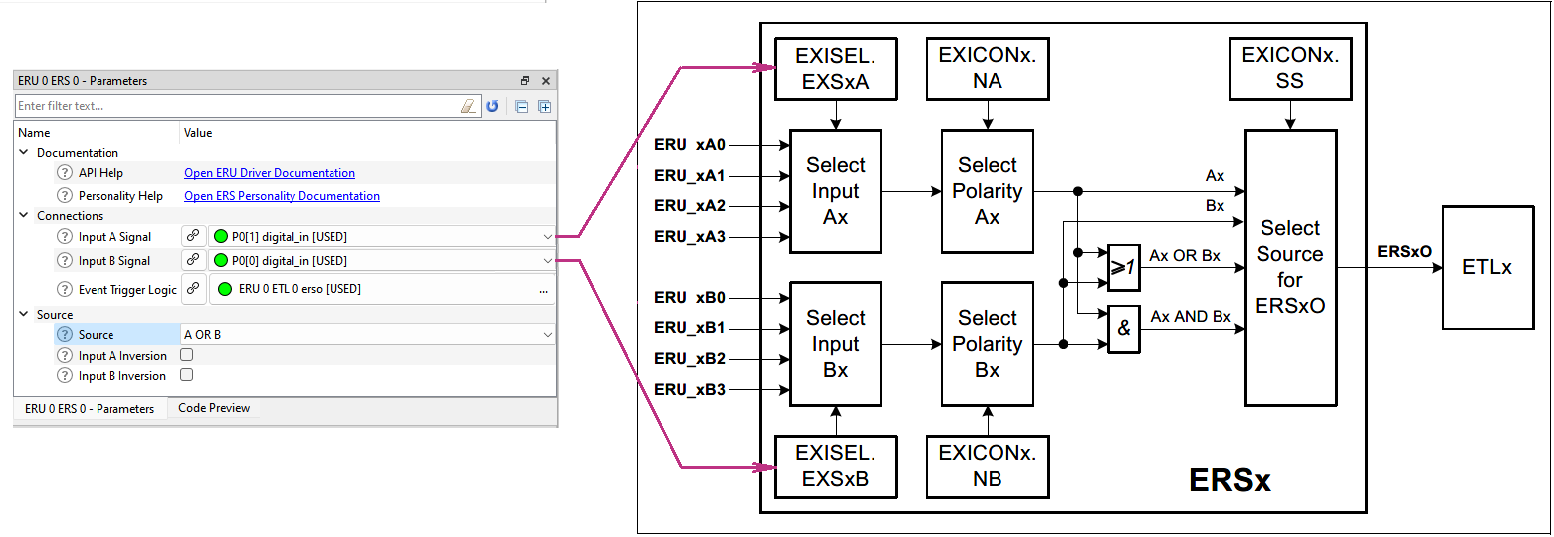 ERU 0 ERS 0 - Parameters
Enter filter text...
Name Value
Documentation
API Help Open ERU Driver Documentation
Personality Help Open ERS Personality Documentation
Connections
Input A Signal P0[1] digital_in [USED]
Input B Signal P0[0] digital_in [USED]
Event Trigger Logic ERU 0 ETL 0 erso [USED] ...
Source
Source A OR B
Input A Inversion
Input B Inversion
ERU 0 ERS 0 - Parameters Code Preview
EXISEL.
EXSxA
EXICONx.
NA
EXICONx.
SS
ERU_xA0
ERU_xA1
ERU_xA2
ERU_xA3
Select
Input
Ax
Select
Polarity
Ax
Ax
Bx
≥1
Ax OR Bx
&
Ax AND Bx
Select
Source
for
ERSxO
ERSxO
ETLx
ERU_xB0
ERU_xB1
ERU_xB2
ERU_xB3
Select
Input
Bx
Select
Polarity
Bx
EXISEL.
EXSxB
EXICONx.
NB
ERSx